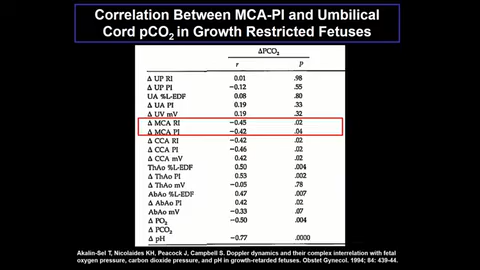 Correlation Between MCA-PI and Umbilical
Cord pCO2 in Growth Restricted Fetuses
ΔPCO2
r P
Δ UP RI 0.01 .98
Δ UP PI −0.12 .55
UA %L-EDF 0.08 .80
Δ UA PI 0.19 .33
Δ UV mV 0.19 .32
Δ MCA RI −0.45 .02
Δ MCA PI −0.42 .04
Δ CCA RI −0.42 .02
Δ CCA PI −0.46 .02
Δ CCA mV 0.42 .02
ThAo %L-EDF 0.50 .004
Δ ThAo PI 0.53 .002
Δ ThAo mV −0.05 .78
AbAo %L-EDF 0.47 .007
Δ AbAo PI 0.42 .02
AbAo mV −0.33 .07
Δ PO2 −0.50 .004
Δ PCO2
Δ pH −0.77 .0000
Akalin-Sel T, Nicolaides KH, Peacock J, Campbell S. Doppler dynamics and their complex interrelation with fetal
oxygen pressure, carbon dioxide pressure, and pH in growth-retarded fetuses. Obstet Gynecol. 1994; 84: 439-44.